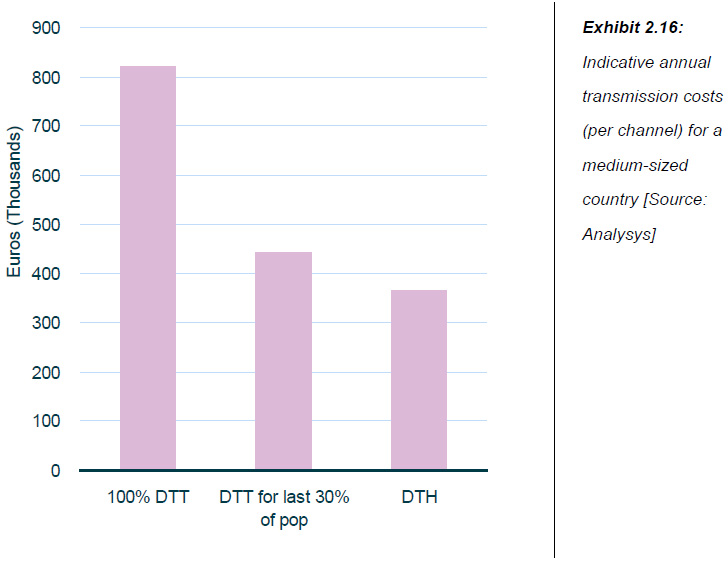 900
800
700
600
500
400
300
200
100
0
Euros (Thousands)
100% DTT
DTT for last 30%
of pop
DTH
Exhibit 2.16:
Indicative annual
transmission costs
(per channel) for a
medium-sized
country [Source:
Analysys]